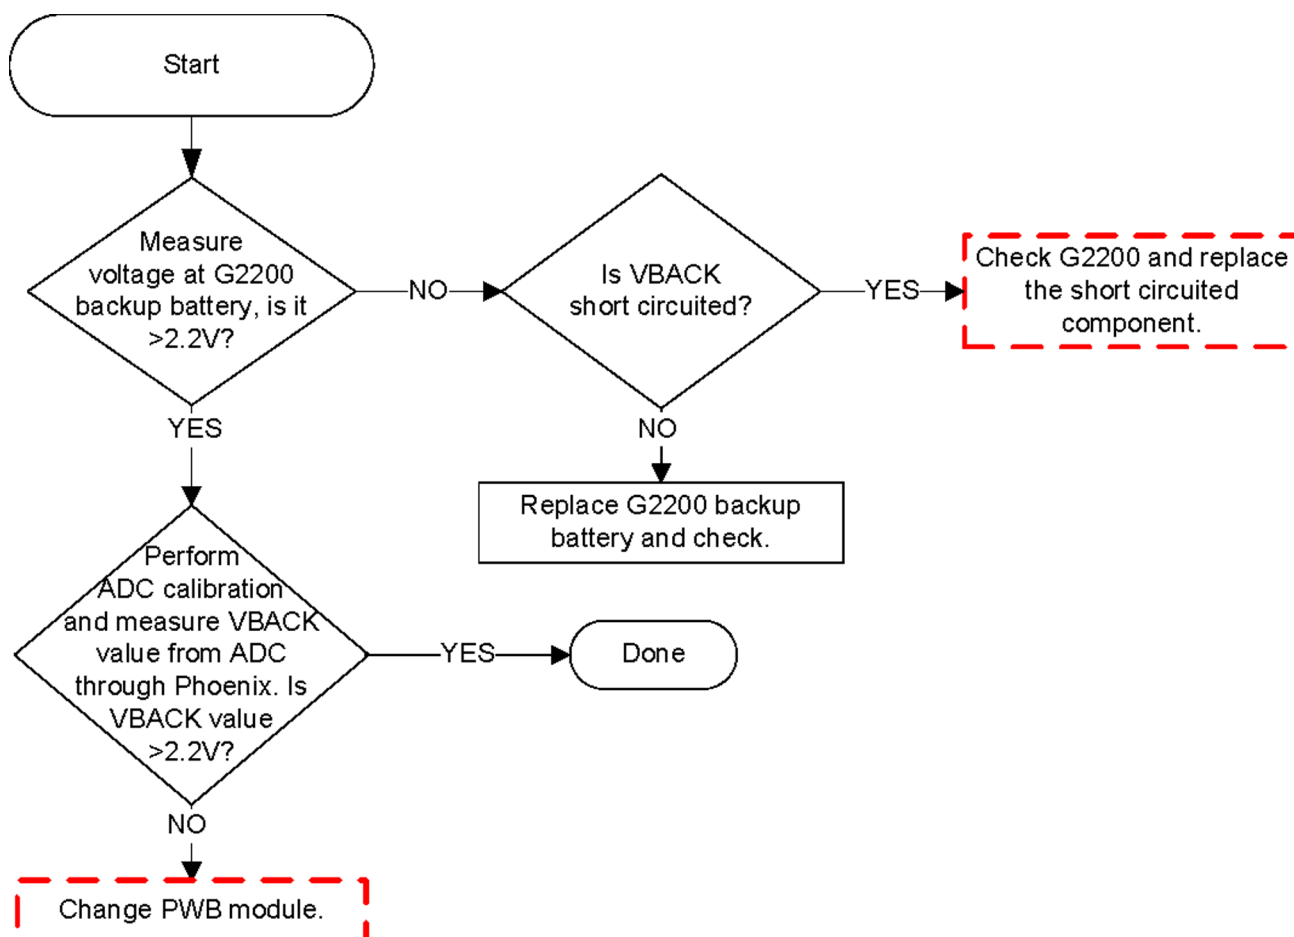 Start
Measure
voltage at G2200
backup battery, is it
>2.2V?
NO
Is VBACK
short circuited?
YES
Check G2200 and replace
the short circuited
component.
YES
NO
Replace G2200 backup
battery and check.
Perform
ADC calibration
and measure VBACK
value from ADC
through Phoenix. Is
VBACK value
>2.2V?
YES
Done
NO
Change PWB module.